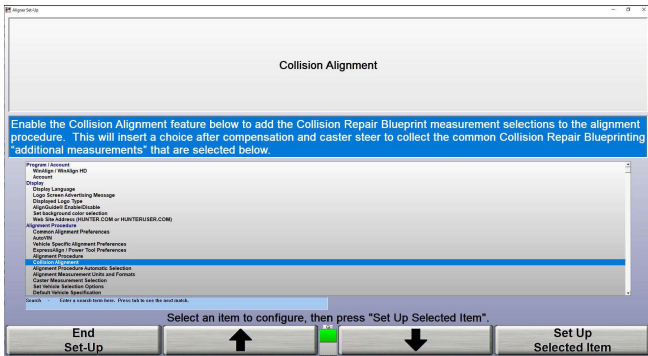 Aligner Set-Up
Collision Alignment
Enable the Collision Alignment feature below to add the Collision Repair Blueprint measurement selections to the alignment
procedure. This will insert a choice after compensation and caster steer to collect the common Collision Repair Blueprinting
"additional measurements" that are selected below.
Program / Account
WinAlign / WinAlign HD
Account
Display
Display Language
Logo Screen Advertising Message
Displayed Logo Type
AlignGuide® Enable/Disable
Set background color selection
Web Site Address (HUNTER.COM or HUNTERUSER.COM)
Alignment Procedure
Common Alignment Preferences
AutoVIN
Vehicle Specific Alignment Preferences
ExpressAlign / Power Tool Preferences
Alignment Procedure
Collision Alignment
Alignment Procedure Automatic Selection
Alignment Measurement Units and Formats
Caster Measurement Selection
Set Vehicle Selection Options
Default Vehicle Specification
Search - Enter a search term here. Press tab to see the next match.
Select an item to configure, then press "Set Up Selected Item".
End
Set-Up
Set Up
Selected Item